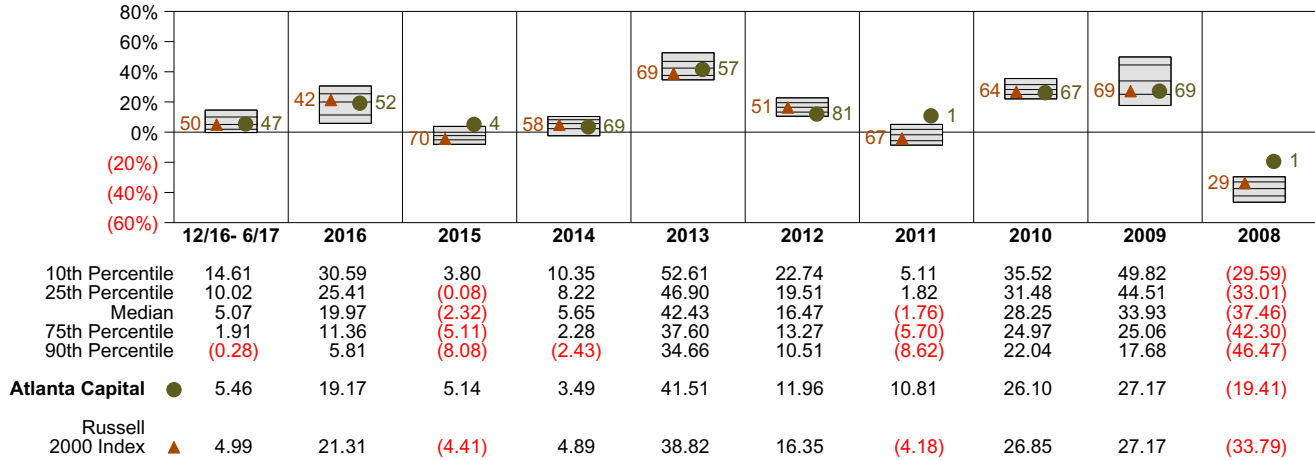 80%
60%
40%
20%
0%
(20%)
(40%)
(60%)
50 47
42 52
70 4
58 69
69 57
51 81
67 1
64 67
69 69
29 1
12/16- 6/17 2016 2015 2014 2013 2012 2011 2010 2009 2008
10th Percentile 14.61 30.59 3.80 10.35 52.61 22.74 5.11 35.52 49.82 (29.59)
25th Percentile 10.02 25.41 (0.08) 8.22 46.90 19.51 1.82 31.48 44.51 (33.01)
Median 5.07 19.97 (2.32) 5.65 42.43 16.47 (1.76) 28.25 33.93 (37.46)
75th Percentile 1.91 11.36 (5.11) 2.28 37.60 13.27 (5.70) 24.97 25.06 (42.30)
90th Percentile (0.28) 5.81 (8.08) (2.43) 34.66 10.51 (8.62) 22.04 17.68 (46.47)
Atlanta Capital 5.46 19.17 5.14 3.49 41.51 11.96 10.81 26.10 27.17 (19.41)
Russell
2000 Index 4.99 21.31 (4.41) 4.89 38.82 16.35 (4.18) 26.85 27.17 (33.79)